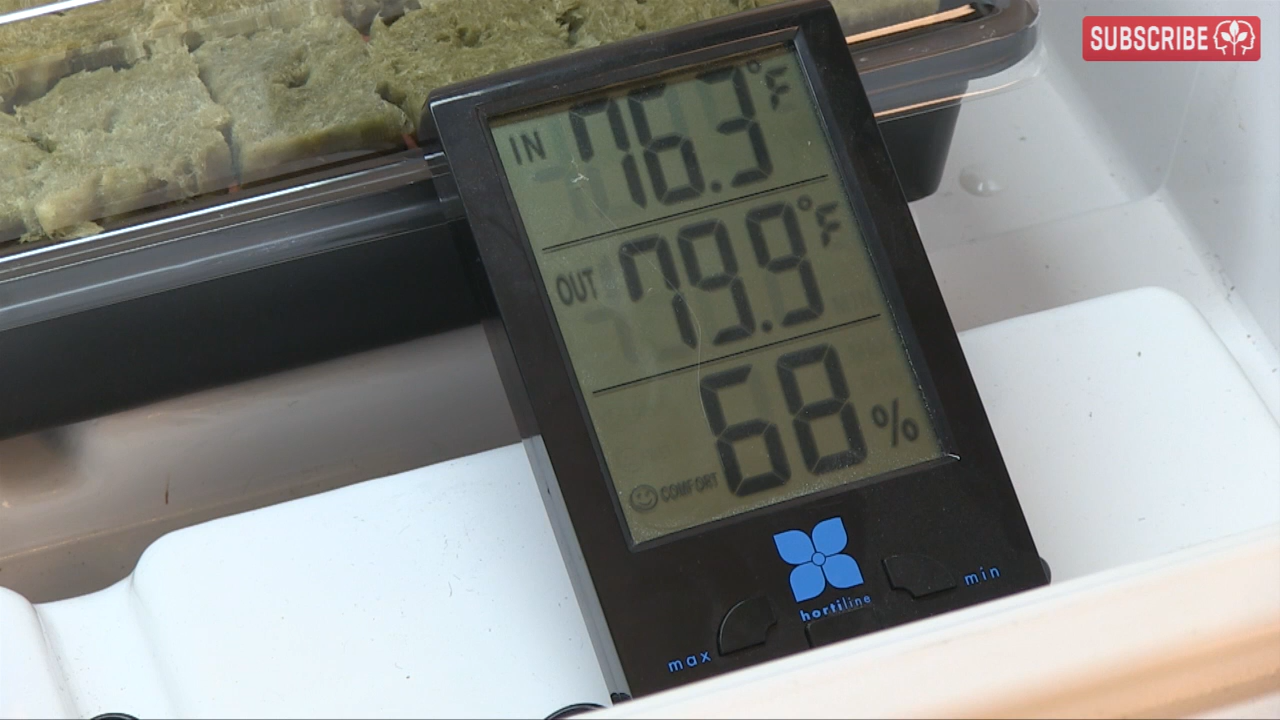 SUBSCRIBE
IN 76.3°F
OUT 79.9°F
68%
COMFORT
hortiline
min
max